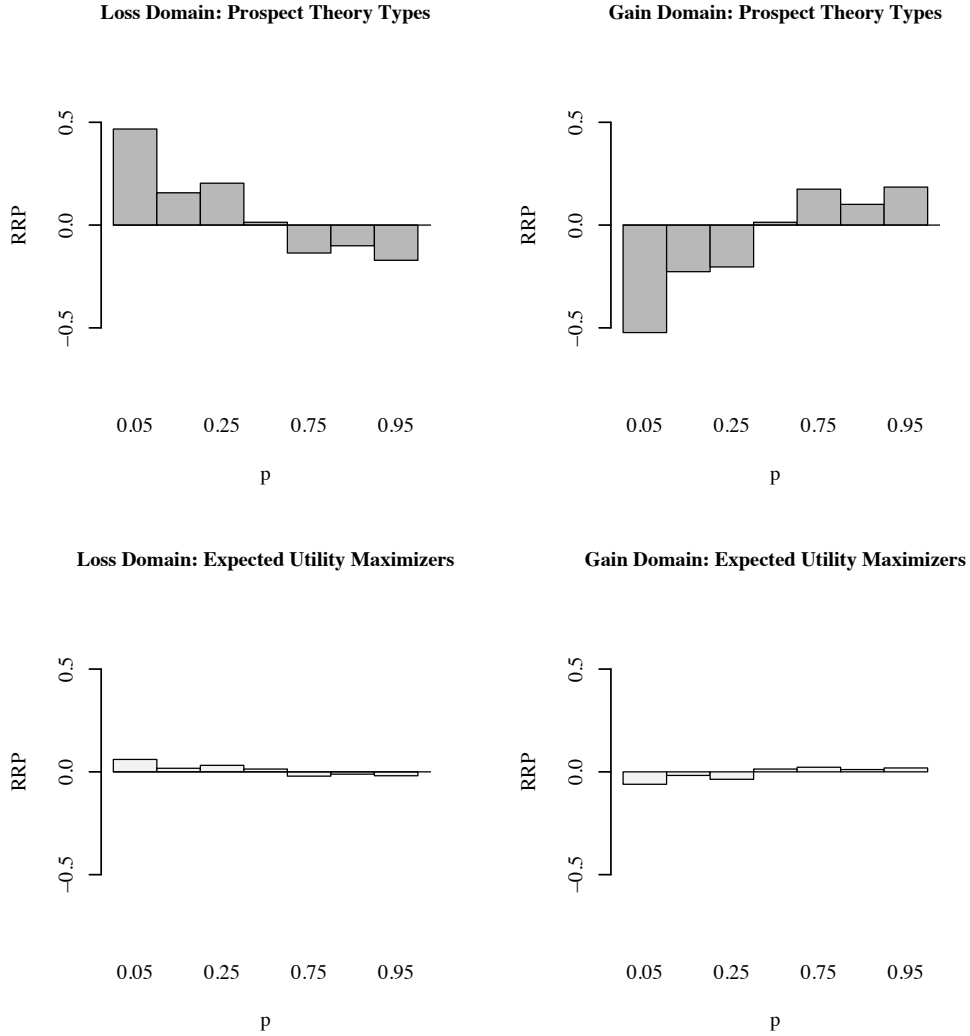 Loss Domain: Prospect Theory Types
RRP
0.5
0.0
−0.5
0.05 0.25 0.75 0.95
p
Gain Domain: Prospect Theory Types
RRP
0.5
0.0
−0.5
0.05 0.25 0.75 0.95
p
Loss Domain: Expected Utility Maximizers
RRP
0.5
0.0
−0.5
0.05 0.25 0.75 0.95
p
Gain Domain: Expected Utility Maximizers
RRP
0.5
0.0
−0.5
0.05 0.25 0.75 0.95
p